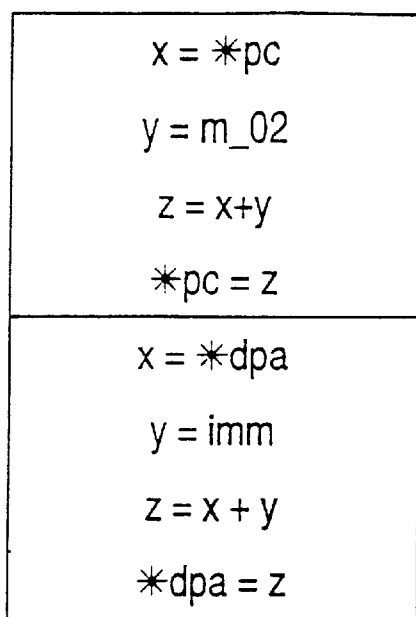 x = *pc
y = m_02
z = x+y
*pc = z
x = *dpa
y = imm
z = x + y
*dpa = z